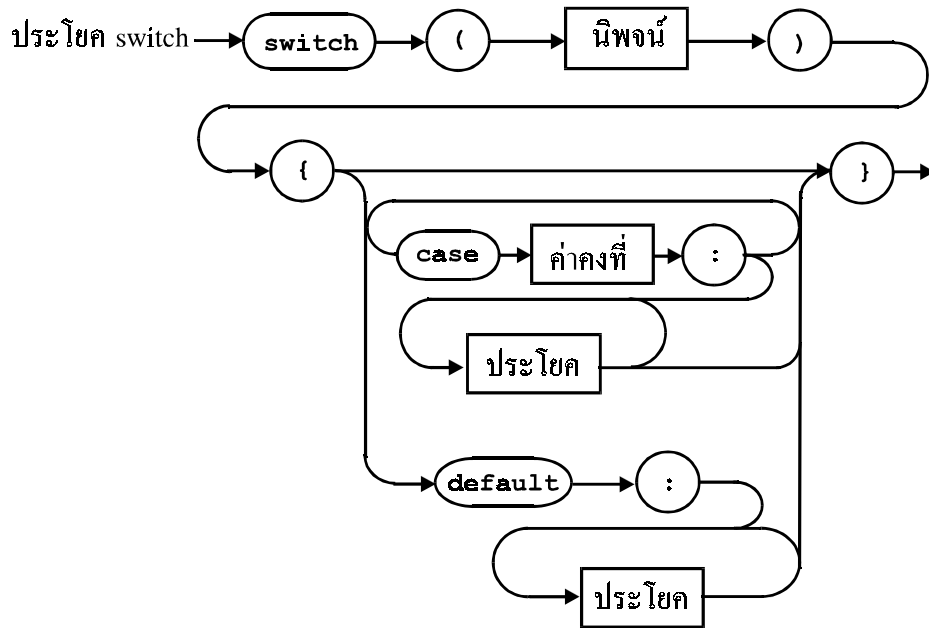 ประโยค switch switch ( นิพจน์ )
{ }
case ค่าคงที่ :
ประโยค
default :
ประโยค